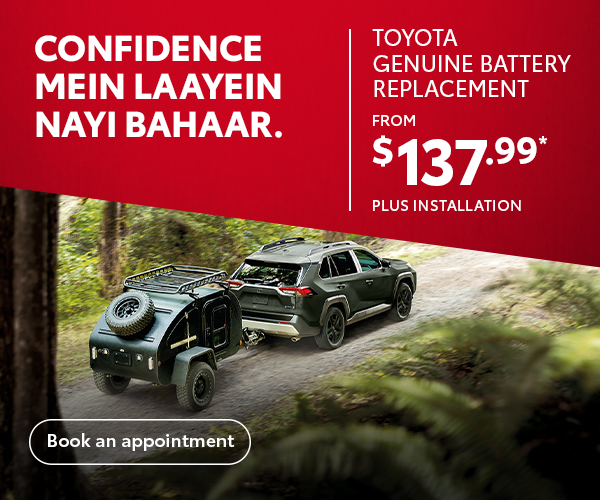 CONFIDENCE
MEIN LAAYEIN
NAYI BAHAAR.
TOYOTA
GENUINE BATTERY
REPLACEMENT
FROM
$137.99*
PLUS INSTALLATION
Book an appointment